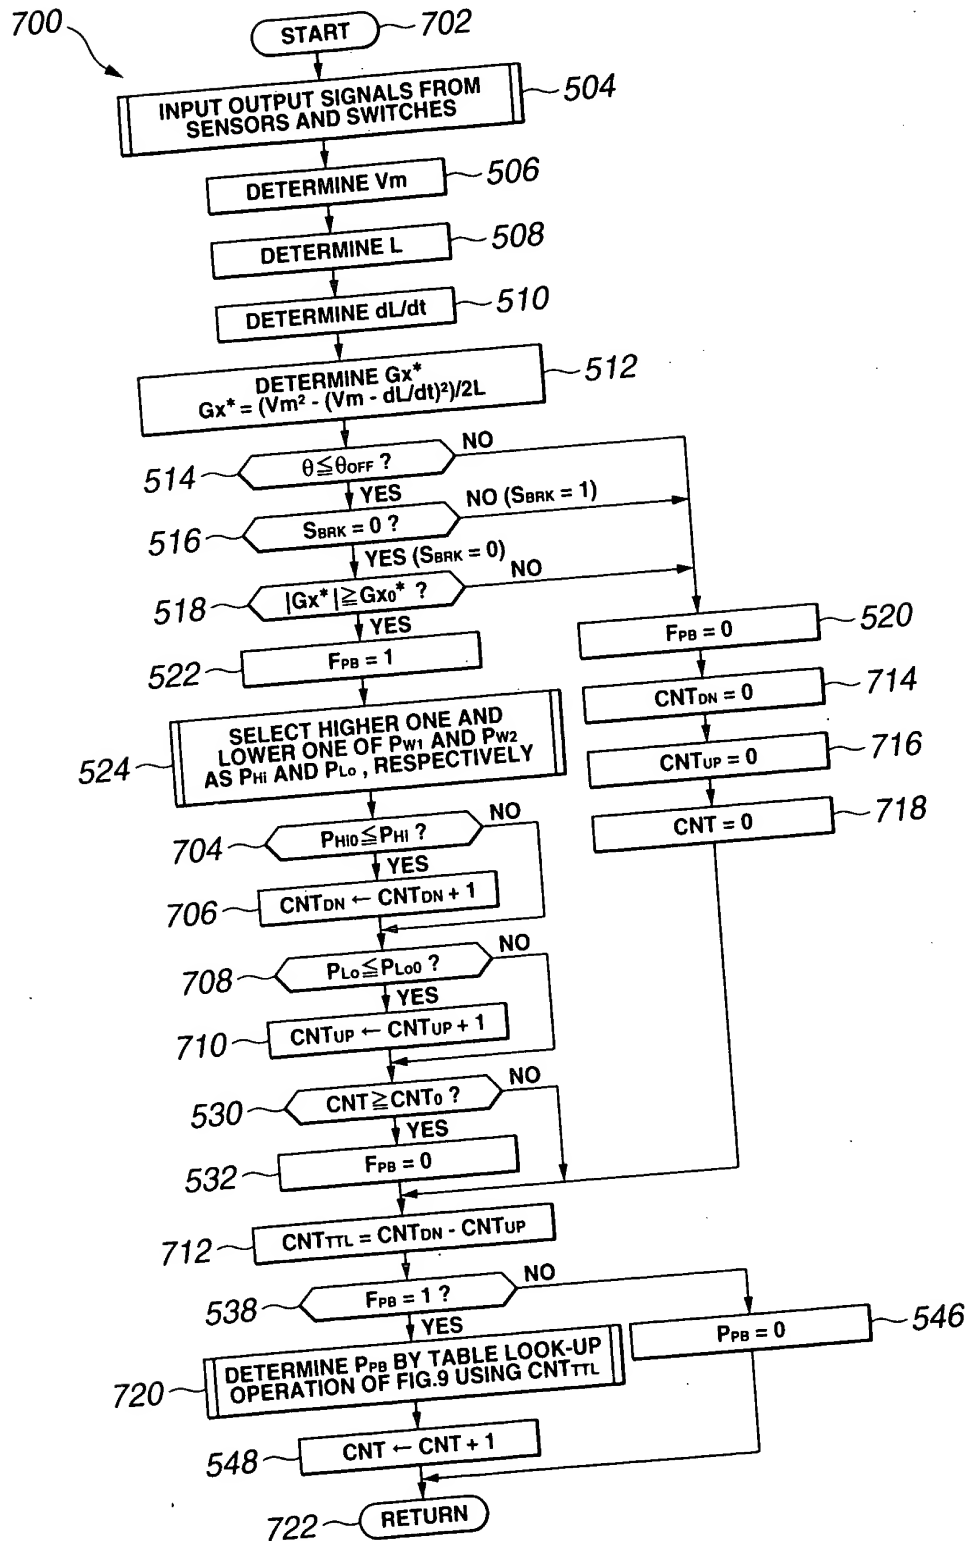 700
START
702
INPUT OUTPUT SIGNALS FROM
SENSORS AND SWITCHES
504
DETERMINE Vm
506
DETERMINE L
508
DETERMINE dL/dt
510
DETERMINE Gx*
Gx* = (Vm² - (Vm - dL/dt)²)/2L
512
514
θ≦θOFF ?
NO
YES
516
SBRK = 0 ?
NO (SBRK = 1)
YES (SBRK = 0)
518
|Gx*|≧Gx0* ?
NO
YES
522
FPB = 1
FPB = 0
520
CNTDN = 0
714
CNTUP = 0
716
CNT = 0
718
524
SELECT HIGHER ONE AND
LOWER ONE OF PW1 AND PW2
AS PHi AND PLo , RESPECTIVELY
704
PHi0≦PHi ?
NO
YES
706
CNTDN ← CNTDN + 1
708
PLo≦PLo0 ?
NO
YES
710
CNTUP ← CNTUP + 1
530
CNT≧CNT0 ?
NO
YES
532
FPB = 0
712
CNTTTL = CNTDN - CNTUP
538
FPB = 1 ?
NO
YES
PPB = 0
546
720
DETERMINE PPB BY TABLE LOOK-UP
OPERATION OF FIG.9 USING CNTTTL
548
CNT ← CNT + 1
722
RETURN